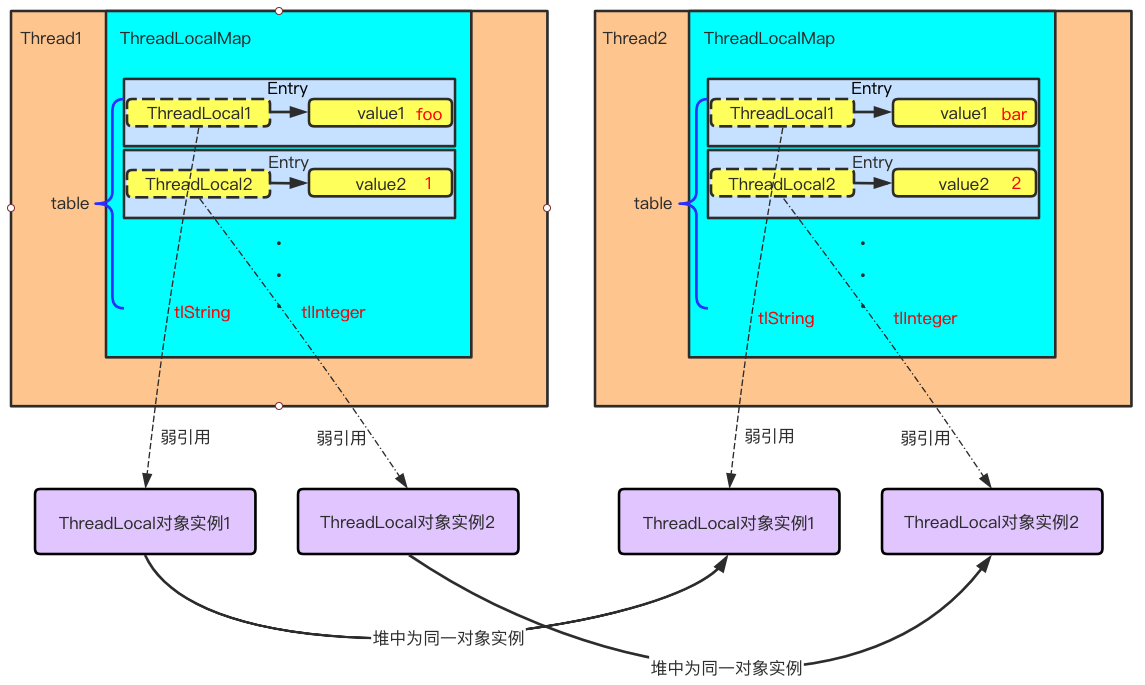 Thread1
ThreadLocalMap
Entry
ThreadLocal1
value1 foo
Entry
ThreadLocal2
value2 1
table
tlString
tlInteger
弱引用
弱引用
ThreadLocal对象实例1
ThreadLocal对象实例2
Thread2
ThreadLocalMap
Entry
ThreadLocal1
value1 bar
Entry
ThreadLocal2
value2 2
table
tlString
tlInteger
弱引用
弱引用
ThreadLocal对象实例1
ThreadLocal对象实例2
堆中为同一对象实例
堆中为同一对象实例